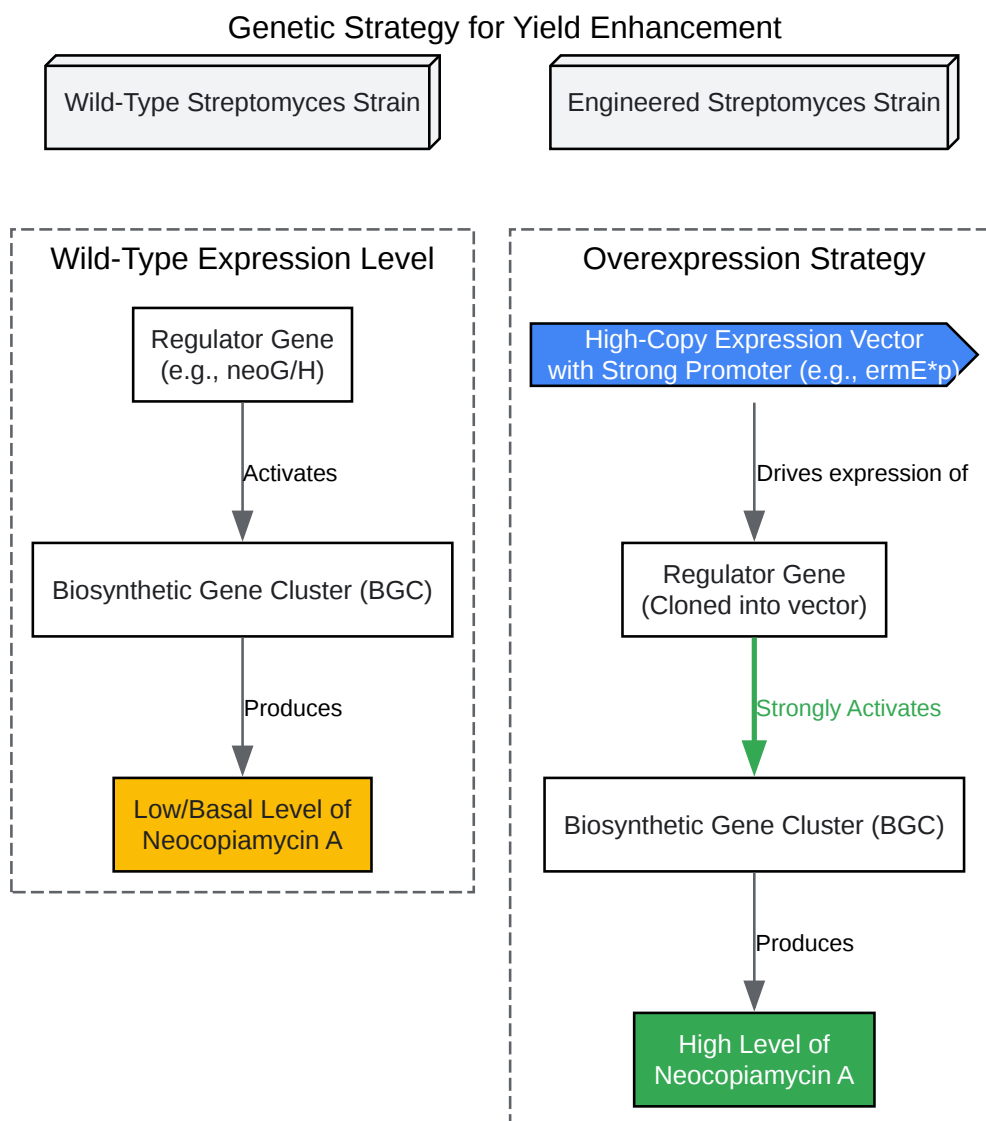 Genetic Strategy for Yield Enhancement
Wild-Type Streptomyces Strain
Engineered Streptomyces Strain
Wild-Type Expression Level
Regulator Gene
(e.g., neoG/H)
Activates
Biosynthetic Gene Cluster (BGC)
Produces
Low/Basal Level of
Neocopiamycin A
Overexpression Strategy
High-Copy Expression Vector
with Strong Promoter (e.g., ermE*p)
Drives expression of
Regulator Gene
(Cloned into vector)
Strongly Activates
Biosynthetic Gene Cluster (BGC)
Produces
High Level of
Neocopiamycin A